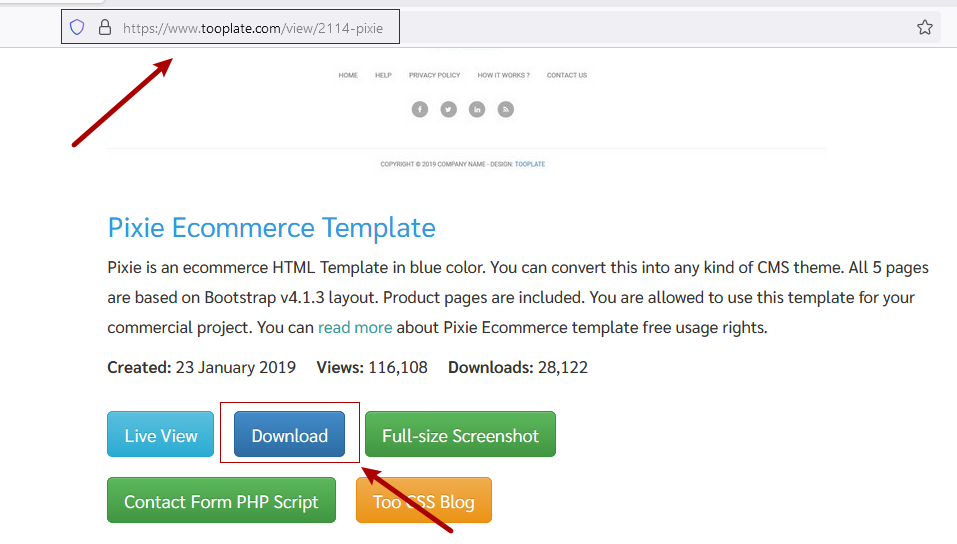 https://www.tooplate.com/view/2114-pixie
HOME HELP PRIVACY POLICY HOW IT WORKS ? CONTACT US
COPYRIGHT © 2019 COMPANY NAME - DESIGN: TOOPLATE
Pixie Ecommerce Template
Pixie is an ecommerce HTML Template in blue color. You can convert this into any kind of CMS theme. All 5 pages
are based on Bootstrap v4.1.3 layout. Product pages are included. You are allowed to use this template for your
commercial project. You can read more about Pixie Ecommerce template free usage rights.
Created: 23 January 2019 Views: 116,108 Downloads: 28,122
Live View Download Full-size Screenshot
Contact Form PHP Script Too CSS Blog